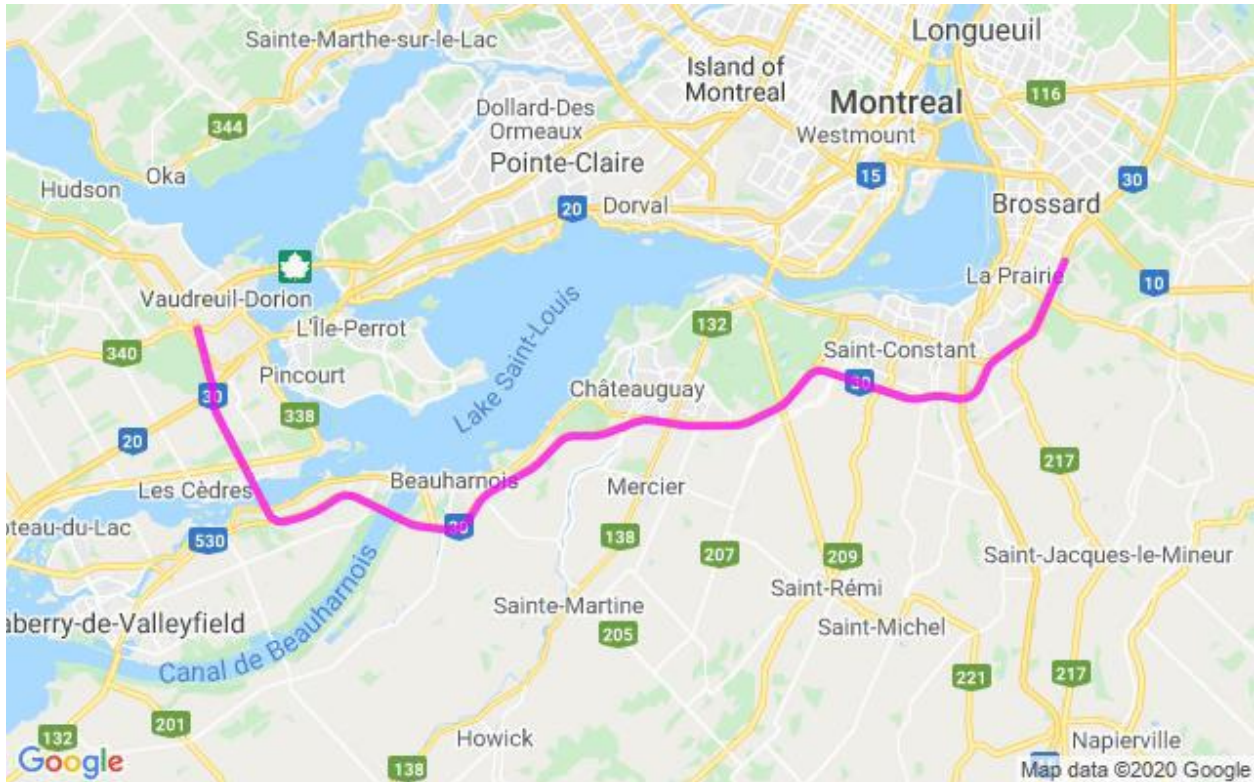 Sainte-Marthe-sur-le-Lac
Longueuil
Island of
Montreal
116
Montreal
Dollard-Des
Ormeaux
344
Westmount
Pointe-Claire
15
Oka
30
Hudson
20
Dorval
Brossard
La Prairie
10
Vaudreuil-Dorion
L'Île-Perrot
Lake Saint-Louis
132
340
Saint-Constant
Pincourt
30
Châteauguay
30
338
20
217
Beauharnois
Les Cèdres
Mercier
oteau-du-Lac
530
30
138
207
209
Saint-Jacques-le-Mineur
Saint-Rémi
Sainte-Martine
aberry-de-Valleyfield
205
Saint-Michel
Canal de Beauharnois
221
217
201
132
Howick
Napierville
138
Google
Map data ©2020 Google